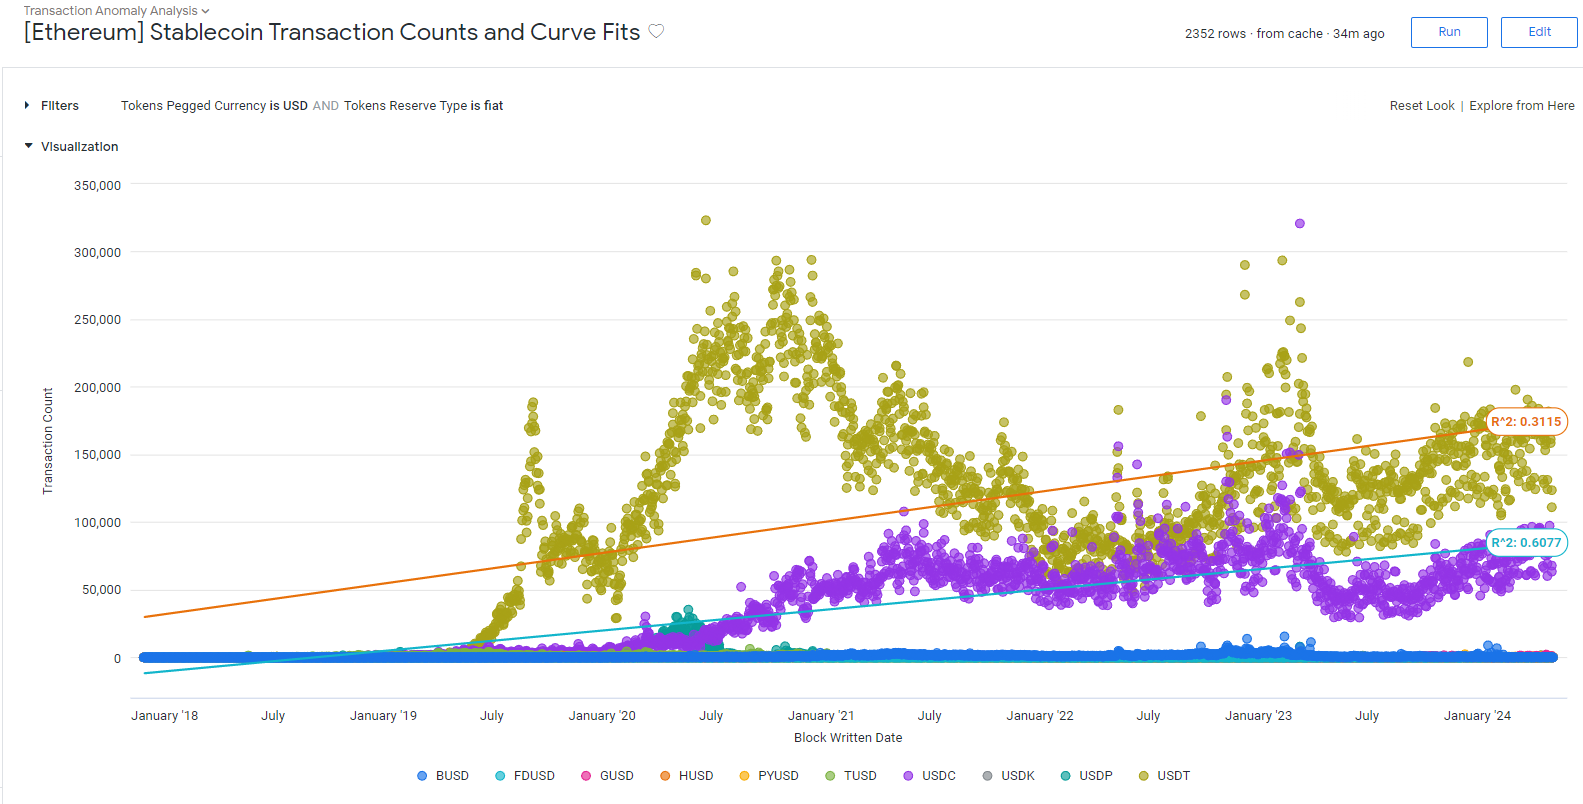 Transaction Anomaly Analysis
[Ethereum] Stablecoin Transaction Counts and Curve Fits
2352 rows · from cache · 34m ago
Run
Edit
Filters
Tokens Pegged Currency is USD AND Tokens Reserve Type is fiat
Reset Look | Explore from Here
Visualization
350,000
300,000
250,000
200,000
150,000
100,000
50,000
0
Transaction Count
R^2: 0.3115
R^2: 0.6077
January '18 July January '19 July January '20 July January '21 July January '22 July January '23 July January '24
Block Written Date
BUSD FDUSD GUSD HUSD PYUSD TUSD USDC USDK USDP USDT